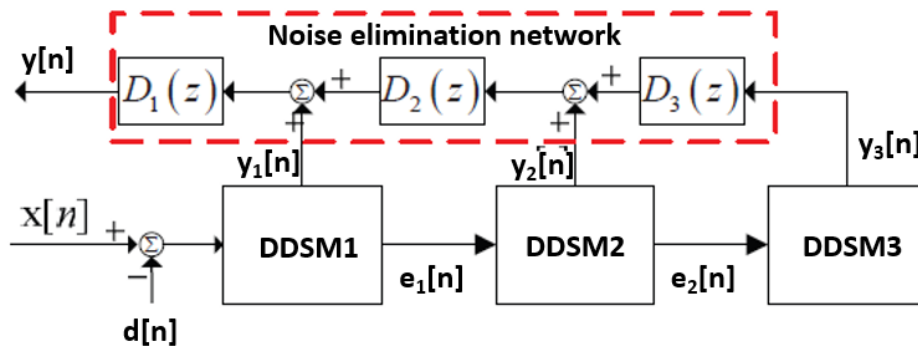 Noise elimination network
y[n]
D₁(z)
Σ
+
+
D₂(z)
Σ
+
+
D₃(z)
y₁[n]
y₂[n]
y₃[n]
x[n]
+
Σ
−
d[n]
DDSM1
e₁[n]
DDSM2
e₂[n]
DDSM3